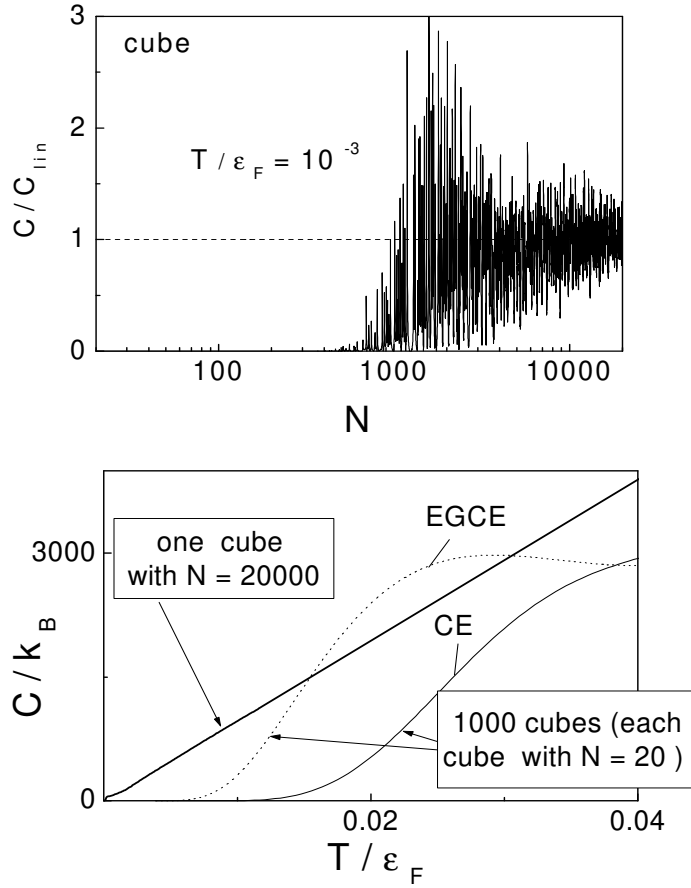 3
cube
2
T / ε F = 10 -3
C / C lin
1
0
100 1000 10000
N
EGCE
one cube
with N = 20000
3000
CE
C / k B
1000 cubes (each
cube with N = 20 )
0
0.02 0.04
T / ε F